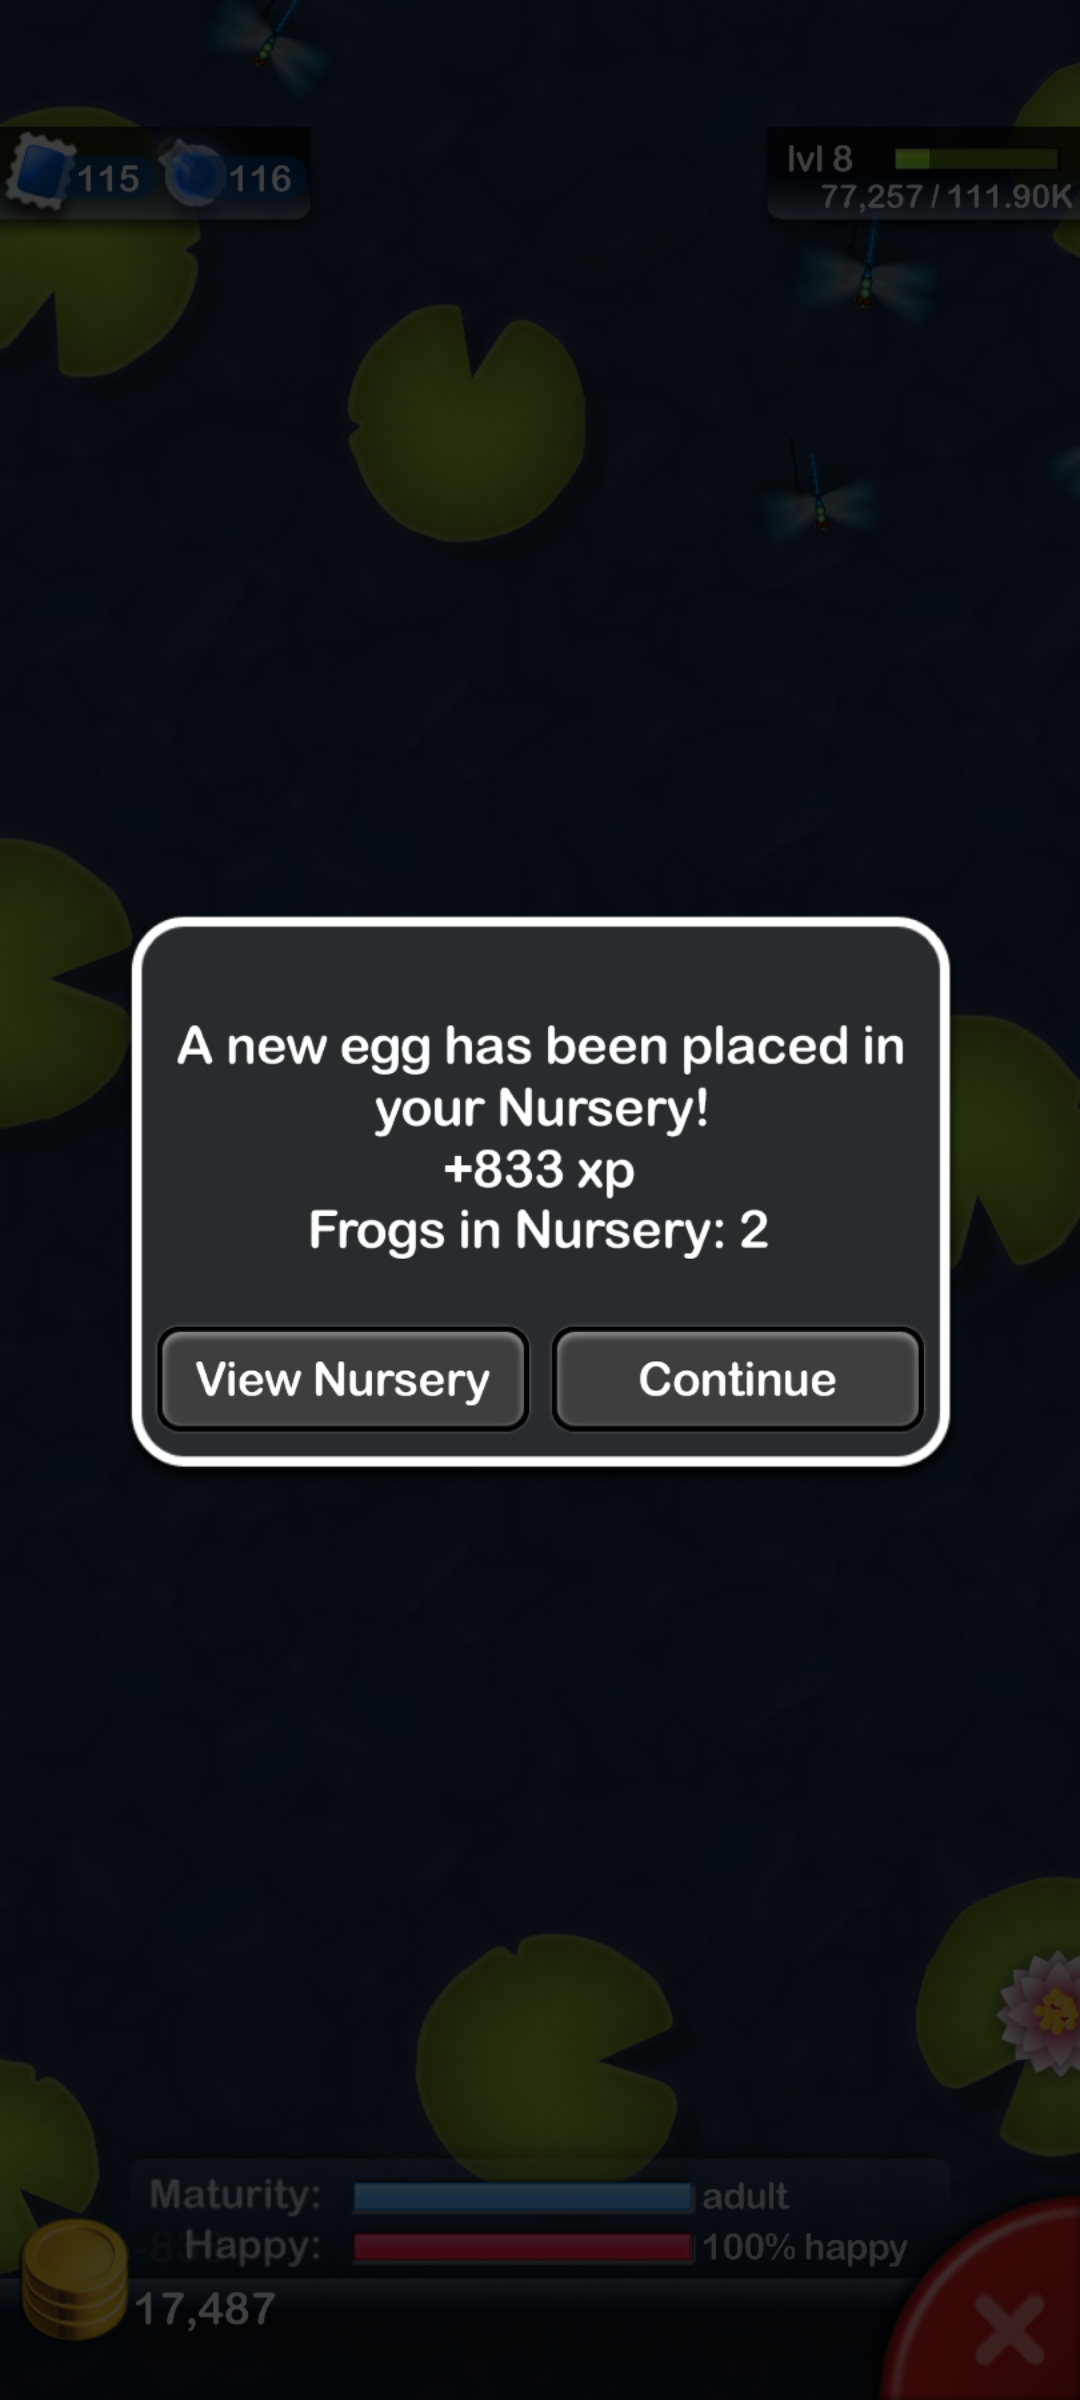 115 116
lvl 8
77,257 / 111.90K
A new egg has been placed in
your Nursery!
+833 xp
Frogs in Nursery: 2
View Nursery Continue
Maturity: adult
Happy: 100% happy
17,487